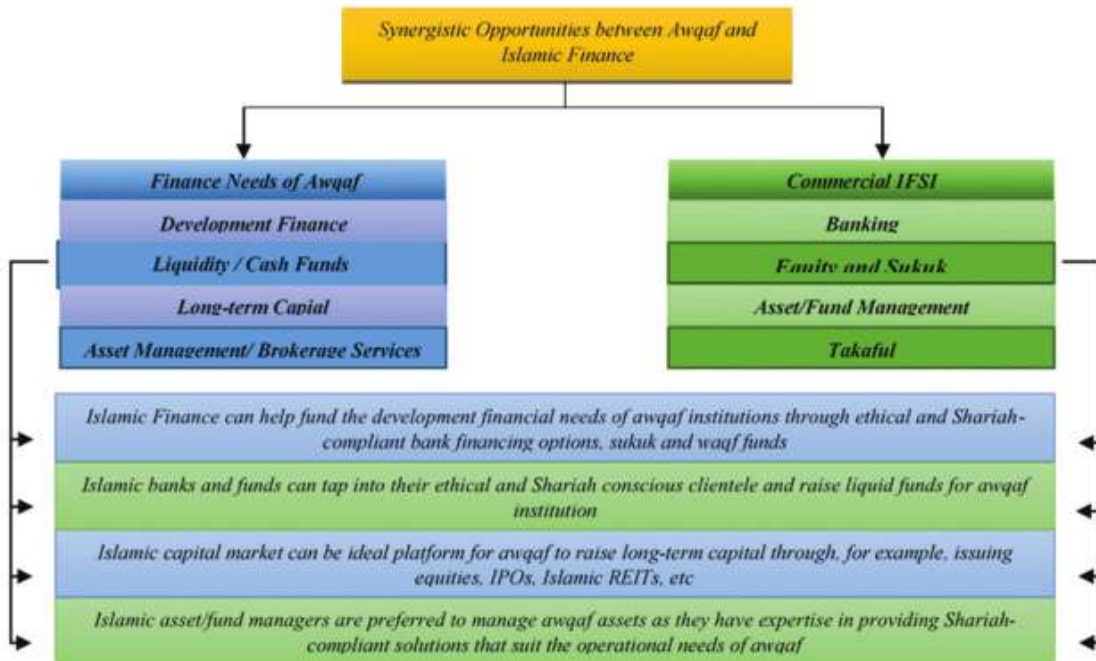 Synergistic Opportunities between Awqaf and
Islamic Finance
Finance Needs of Awqaf
Development Finance
Liquidity / Cash Funds
Long-term Capial
Asset Management/ Brokerage Services
Commercial IFSI
Banking
Equity and Sukuk
Asset/Fund Management
Takaful
Islamic Finance can help fund the development financial needs of awqaf institutions through ethical and Shariah-
compliant bank financing options, sukuk and waqf funds
Islamic banks and funds can tap into their ethical and Shariah conscious clientele and raise liquid funds for awqaf
institution
Islamic capital market can be ideal platform for awqaf to raise long-term capital through, for example, issuing
equities, IPOs, Islamic REITs, etc
Islamic asset/fund managers are preferred to manage awqaf assets as they have expertise in providing Shariah-
compliant solutions that suit the operational needs of awqaf